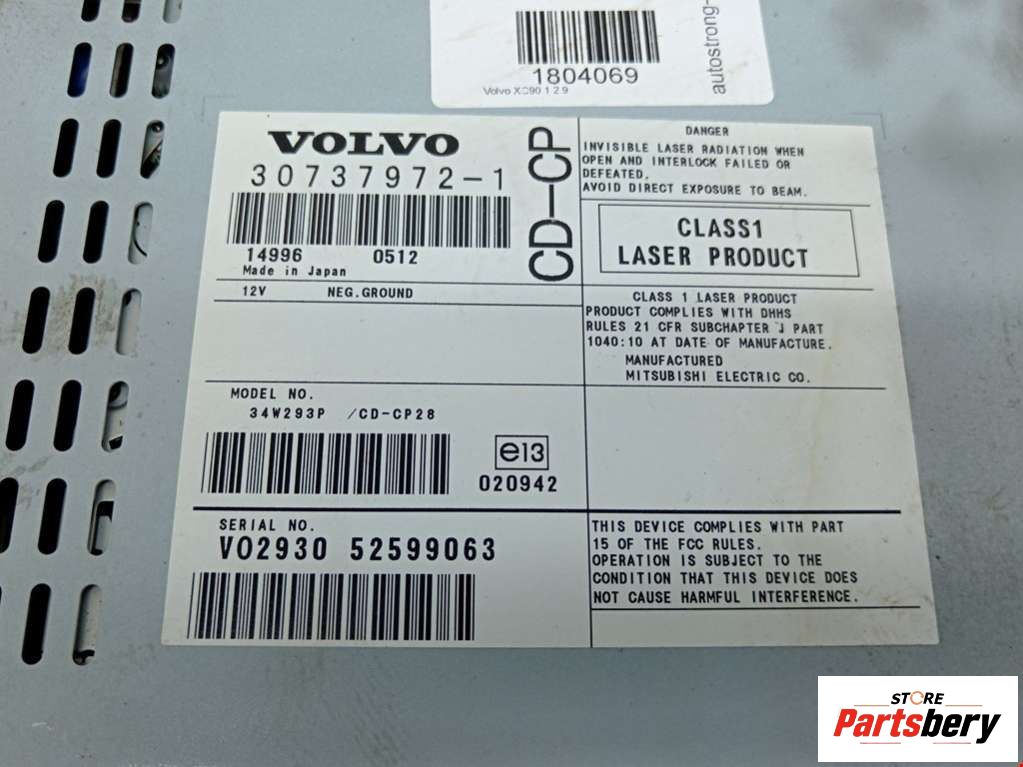 1804069
Volvo XC90 1 2.9
autostrong-
VOLVO
30737972-1
14996 0512
Made in Japan
CD-CP
12V NEG.GROUND
MODEL NO.
34W293P /CD-CP28
e13
020942
SERIAL NO.
VO2930 52599063
DANGER
INVISIBLE LASER RADIATION WHEN
OPEN AND INTERLOCK FAILED OR
DEFEATED.
AVOID DIRECT EXPOSURE TO BEAM.
CLASS1
LASER PRODUCT
CLASS 1 LASER PRODUCT
PRODUCT COMPLIES WITH DHHS
RULES 21 CFR SUBCHAPTER J PART
1040:10 AT DATE OF MANUFACTURE.
MANUFACTURED
MITSUBISHI ELECTRIC CO.
THIS DEVICE COMPLIES WITH PART
15 OF THE FCC RULES.
OPERATION IS SUBJECT TO THE
CONDITION THAT THIS DEVICE DOES
NOT CAUSE HARMFUL INTERFERENCE.
STORE
Partsbery